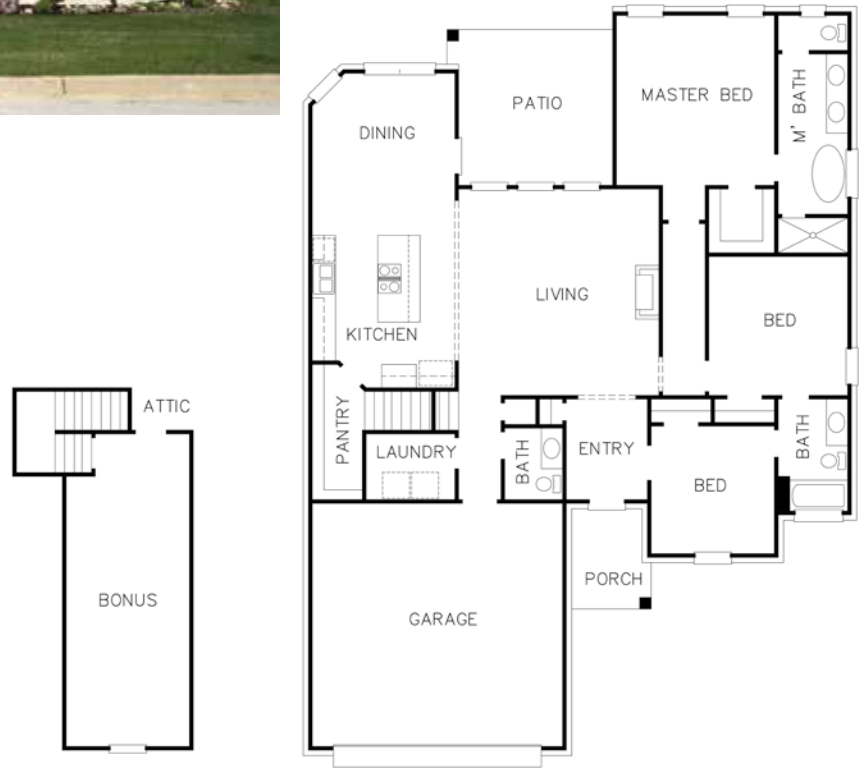 MASTER BED
M' BATH
PATIO
DINING
LIVING
BED
KITCHEN
ATTIC
PANTRY
LAUNDRY
BATH
ENTRY
BATH
BED
PORCH
BONUS
GARAGE